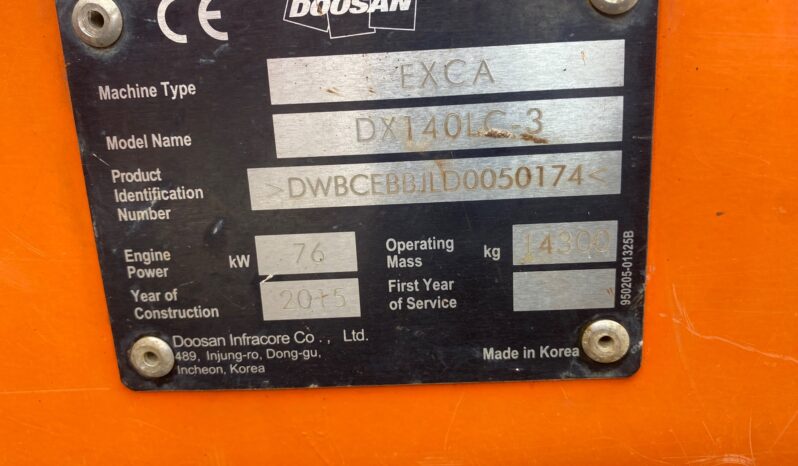 CE DOOSAN
Machine Type EXCA
Model Name DX140LC-3
Product
Identification
Number >DWBCEBBJLD0050174<
Engine
Power kW 76
Operating
Mass kg 14300
Year of
Construction 2015
First Year
of Service
950205-01325B
Doosan Infracore Co., Ltd.
489, Injung-ro, Dong-gu,
Incheon, Korea
Made in Korea